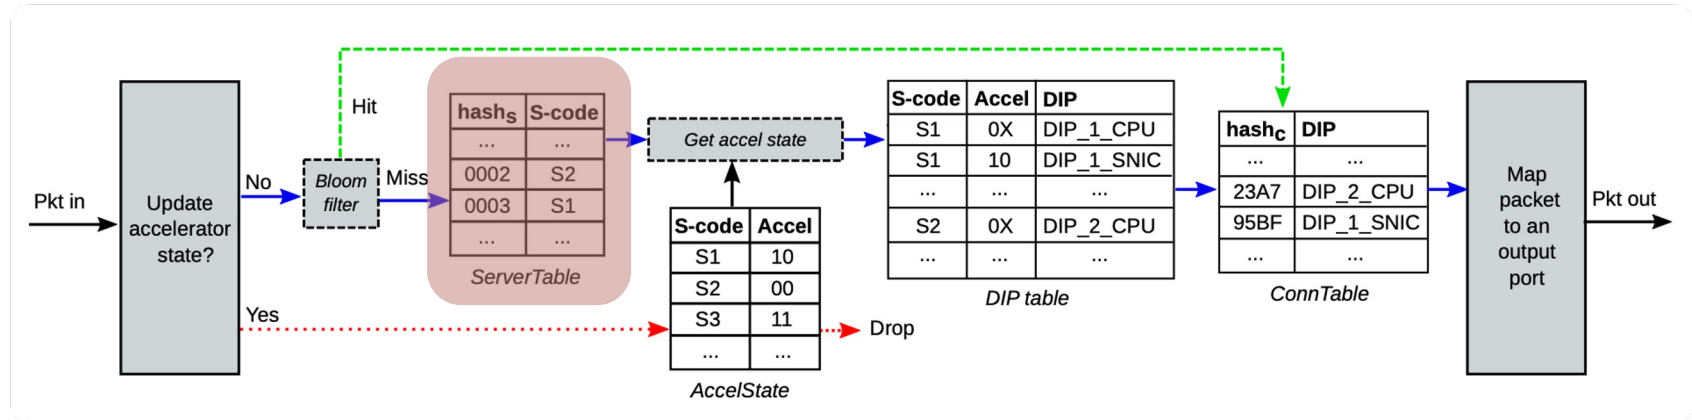 Pkt in
Update
accelerator
state?
No
Yes
Hit
Bloom
filter
Miss
hashS S-code
... ...
0002 S2
0003 S1
... ...
ServerTable
Get accel state
S-code Accel
S1 10
S2 00
S3 11
... ...
AccelState
Drop
S-code Accel DIP
S1 0X DIP_1_CPU
S1 10 DIP_1_SNIC
... ... ...
S2 0X DIP_2_CPU
... ... ...
DIP table
hashC DIP
... ...
23A7 DIP_2_CPU
95BF DIP_1_SNIC
... ...
ConnTable
Map
packet
to an
output
port
Pkt out